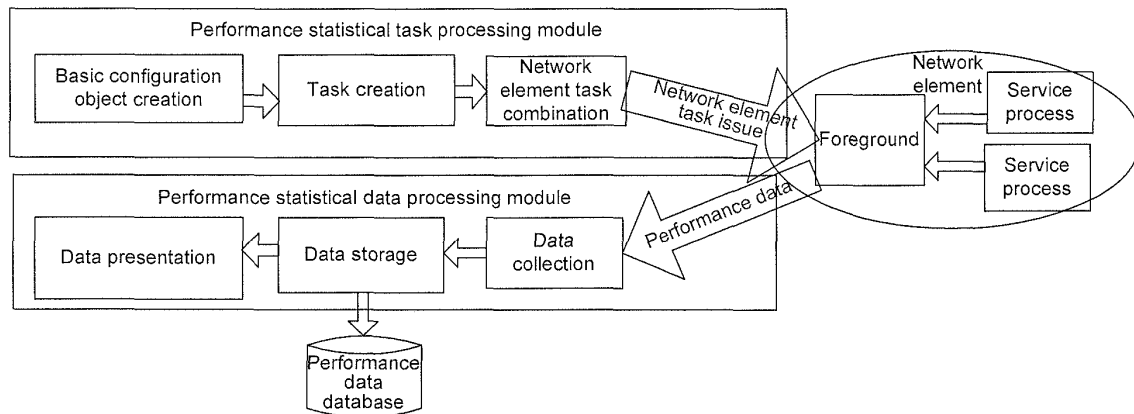 Performance statistical task processing module
Basic configuration
object creation
Task creation
Network
element task
combination
Network element
task issue
Network
element
Foreground
Service
process
Service
process
Performance statistical data processing module
Performance data
Data presentation
Data storage
Data
collection
Performance
data
database